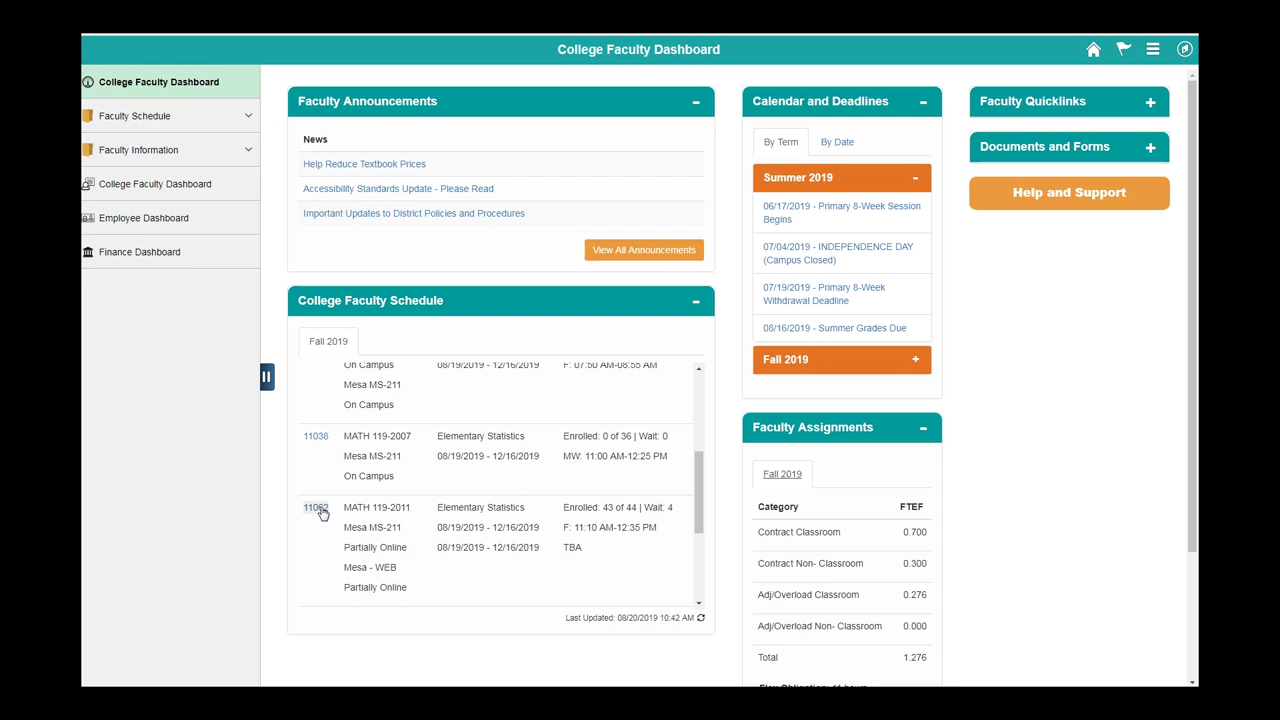 College Faculty Dashboard
College Faculty Dashboard
Faculty Schedule
Faculty Information
College Faculty Dashboard
Employee Dashboard
Finance Dashboard
Faculty Announcements
News
Help Reduce Textbook Prices
Accessibility Standards Update - Please Read
Important Updates to District Policies and Procedures
View All Announcements
College Faculty Schedule
Fall 2019
On Campus 08/19/2019 - 12/16/2019 F: 07:50 AM-08:55 AM
Mesa MS-211
On Campus
11038 MATH 119-2007 Elementary Statistics Enrolled: 0 of 36 | Wait: 0
Mesa MS-211 08/19/2019 - 12/16/2019 MW: 11:00 AM-12:25 PM
On Campus
11062 MATH 119-2011 Elementary Statistics Enrolled: 43 of 44 | Wait: 4
Mesa MS-211 08/19/2019 - 12/16/2019 F: 11:10 AM-12:35 PM
Partially Online 08/19/2019 - 12/16/2019 TBA
Mesa - WEB
Partially Online
Last Updated: 08/20/2019 10:42 AM
Calendar and Deadlines
By Term By Date
Summer 2019
06/17/2019 - Primary 8-Week Session
Begins
07/04/2019 - INDEPENDENCE DAY
(Campus Closed)
07/19/2019 - Primary 8-Week
Withdrawal Deadline
08/16/2019 - Summer Grades Due
Fall 2019
Faculty Assignments
Fall 2019
Category FTEF
Contract Classroom 0.700
Contract Non- Classroom 0.300
Adj/Overload Classroom 0.276
Adj/Overload Non- Classroom 0.000
Total 1.276
Flex Obligation: 11 hours
Faculty Quicklinks
Documents and Forms
Help and Support